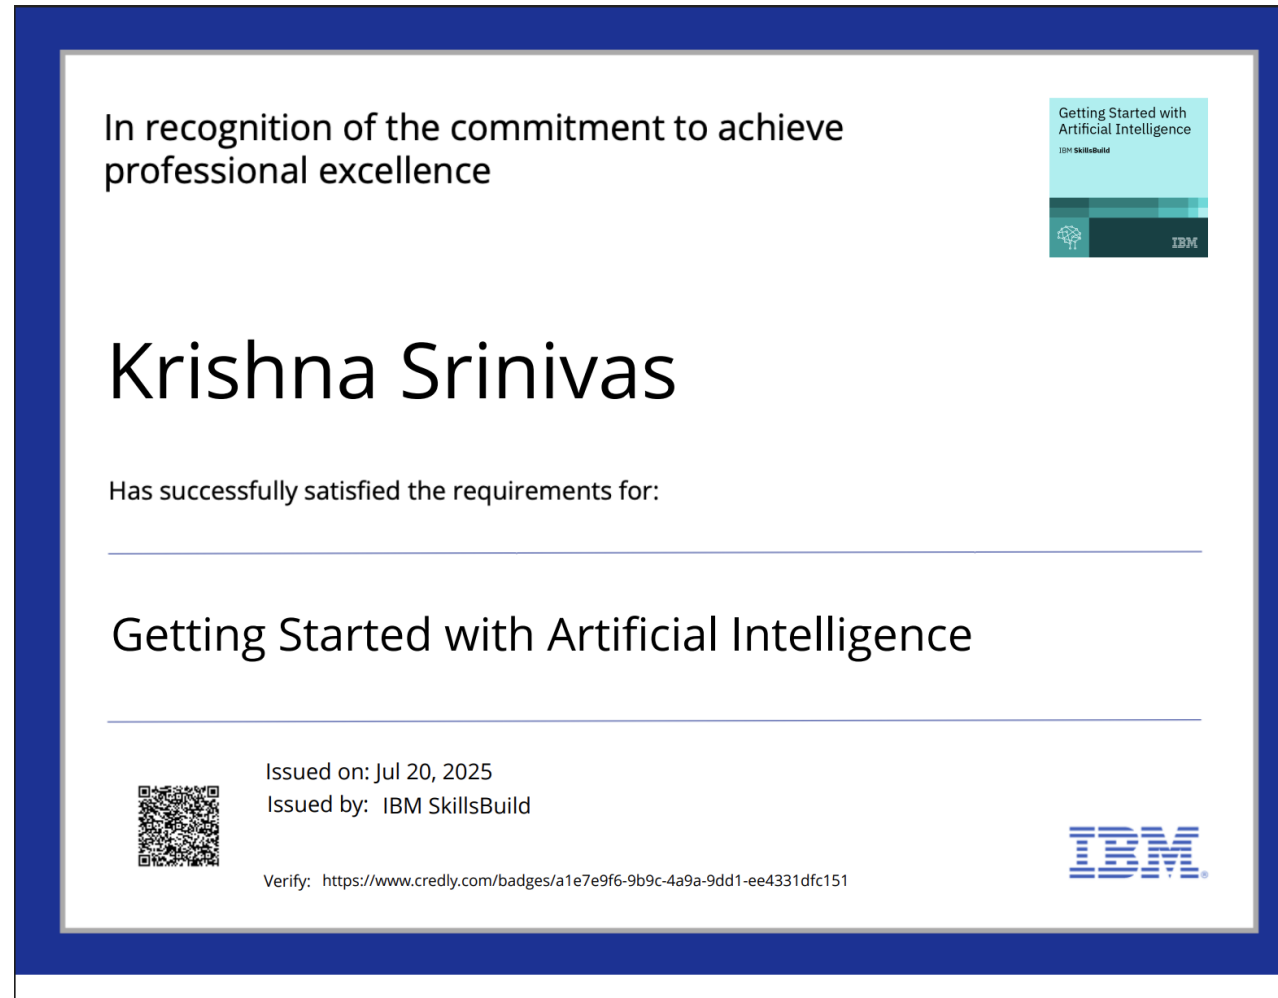 In recognition of the commitment to achieve
professional excellence
Getting Started with
Artificial Intelligence
IBM SkillsBuild
IBM
Krishna Srinivas
Has successfully satisfied the requirements for:
Getting Started with Artificial Intelligence
Issued on: Jul 20, 2025
Issued by: IBM SkillsBuild
IBM®
Verify: https://www.credly.com/badges/a1e7e9f6-9b9c-4a9a-9dd1-ee4331dfc151